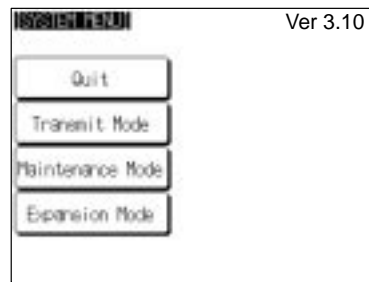 [SYSTEM MENU] Ver 3.10
Quit
Transmit Mode
Maintenance Mode
Expansion Mode